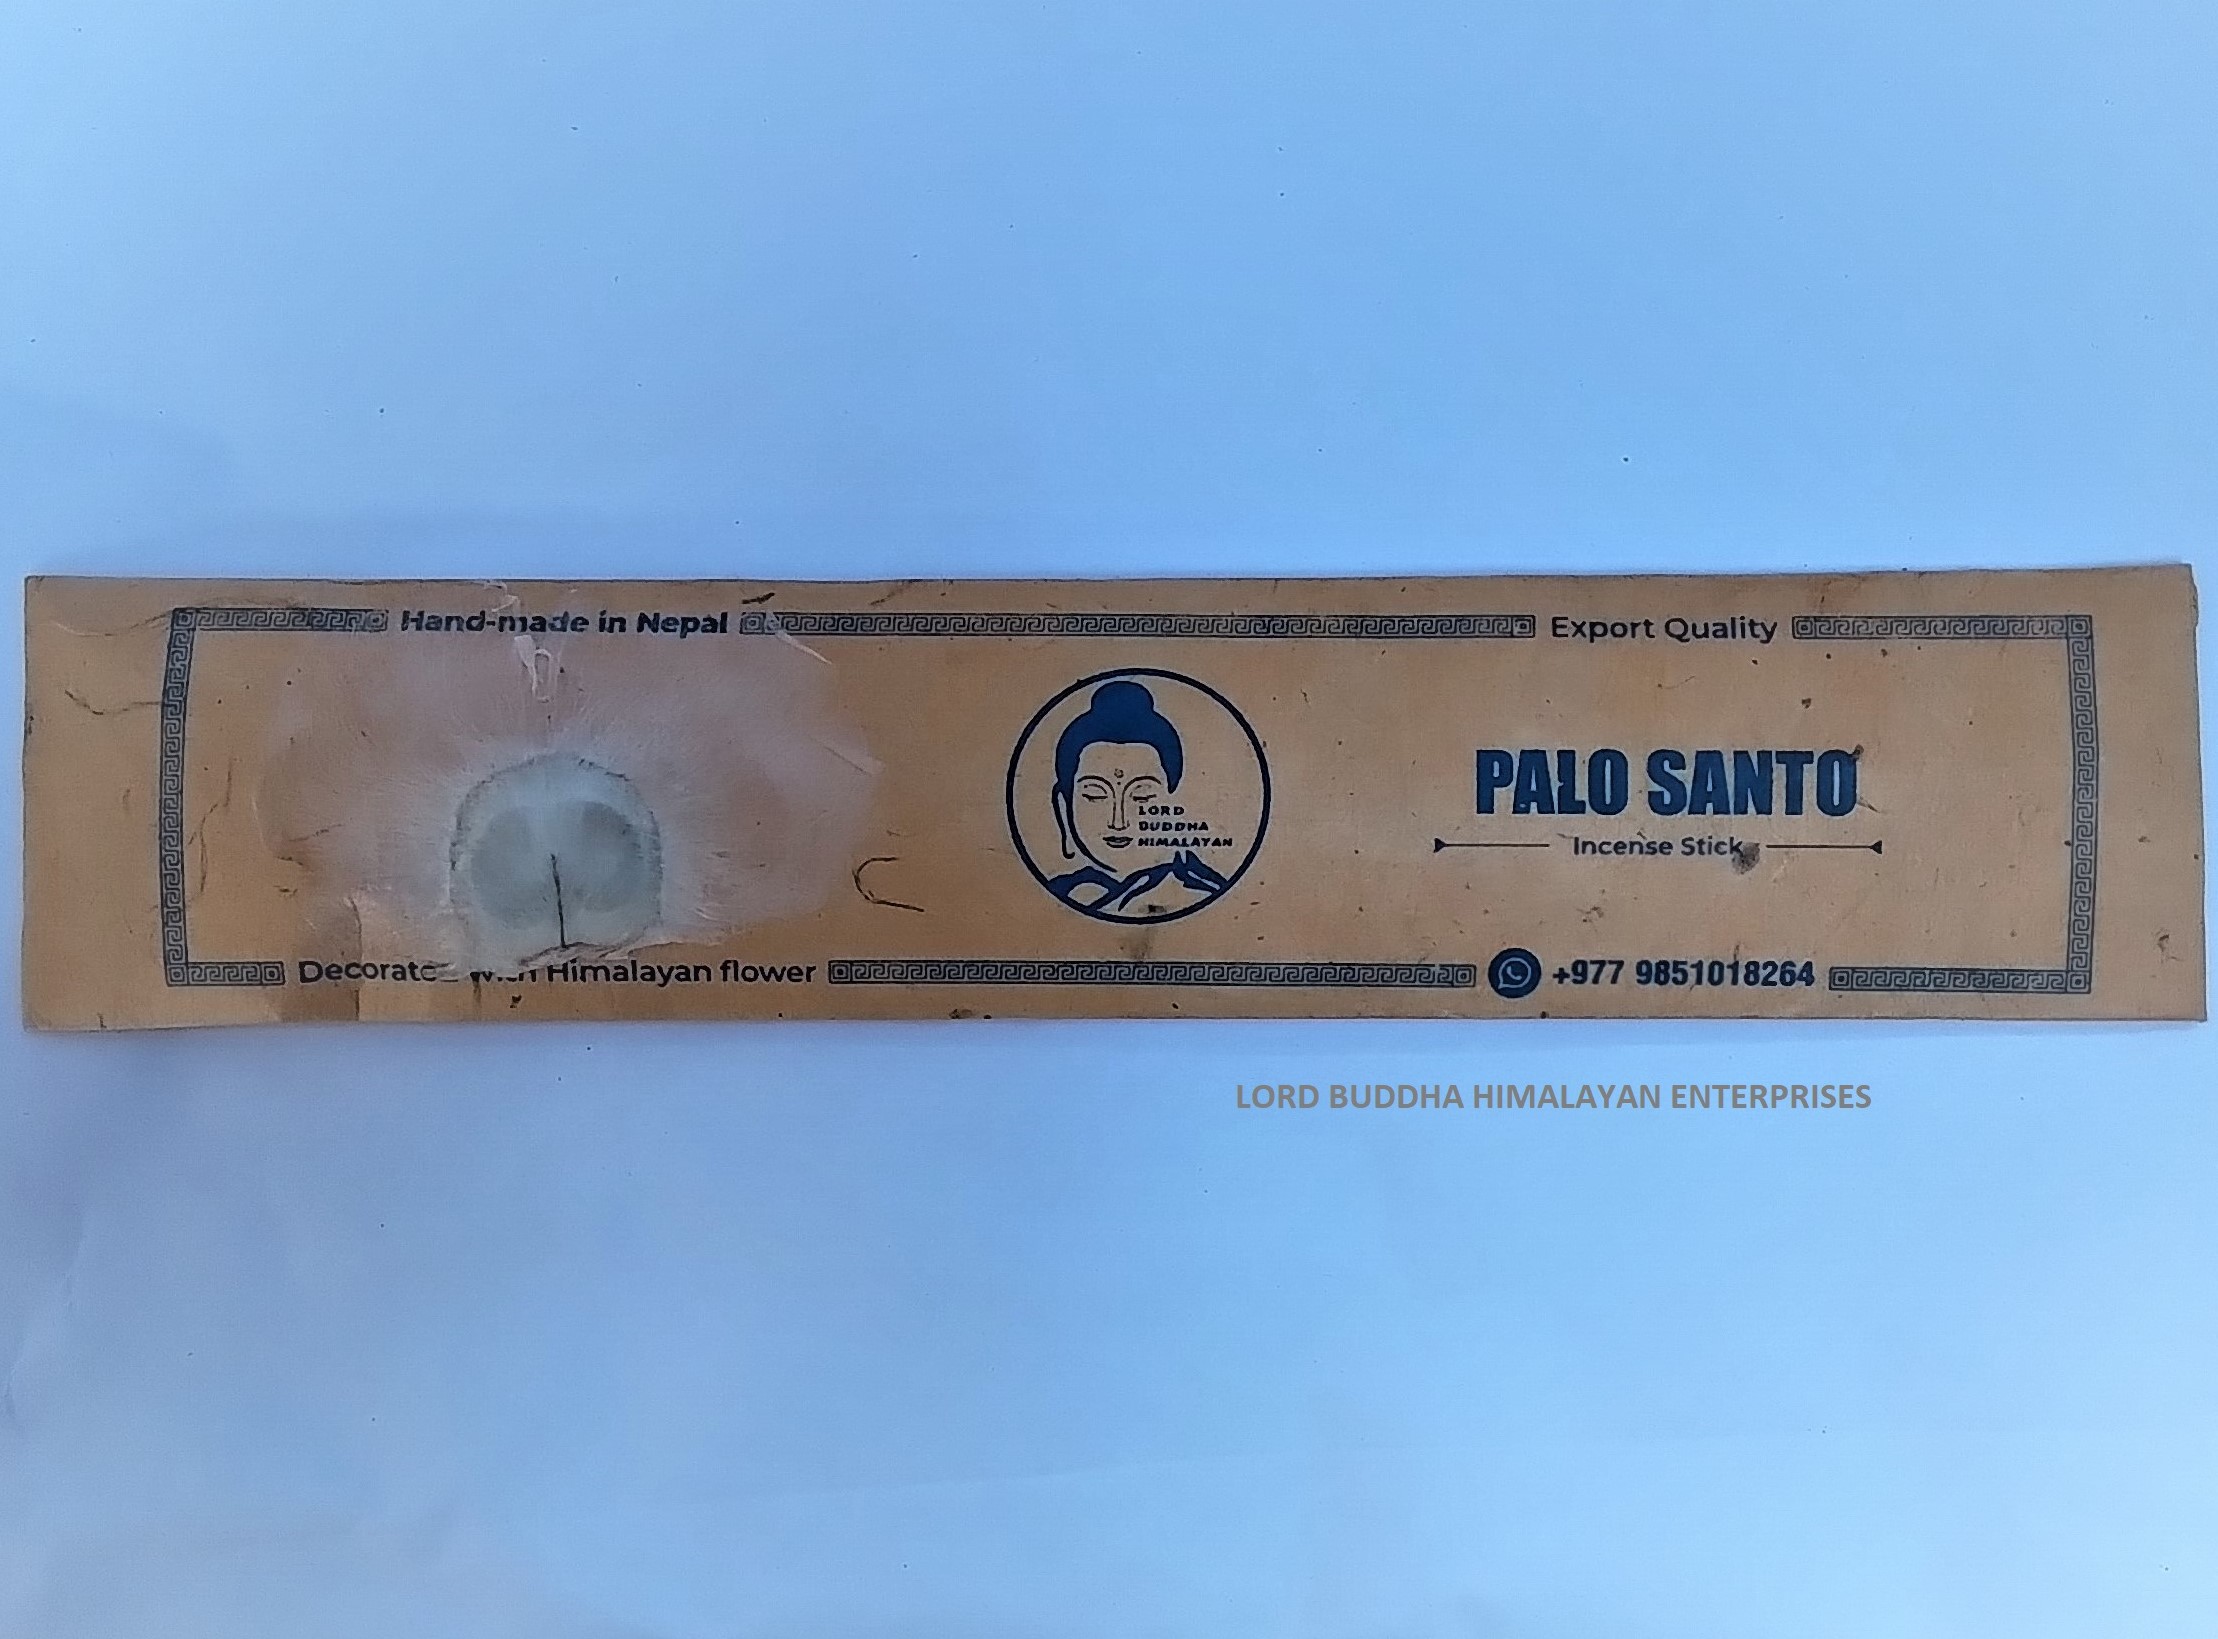 Hand-made in Nepal
Export Quality
LORD
BUDDHA
HIMALAYAN
PALO SANTO
Incense Stick
Himalayan flower
+977 9851018264
LORD BUDDHA HIMALAYAN ENTERPRISES